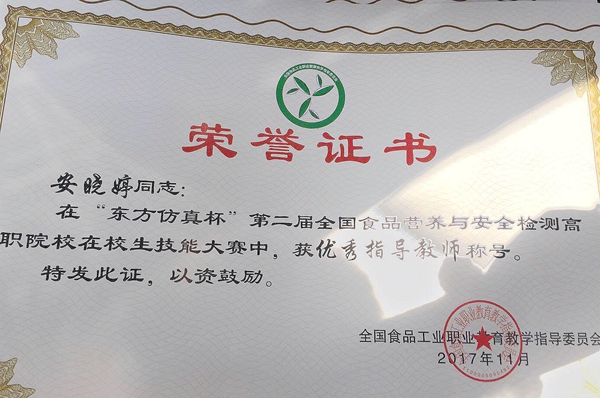 荣誉证书
安晓婷同志：
在“东方仿真杯”第二届全国食品营养与安全检测高
职院校在校生技能大赛中，获优秀指导教师称号。
特发此证，以资鼓励。
全国食品工业职业教育教学指导委员会
2017年11月